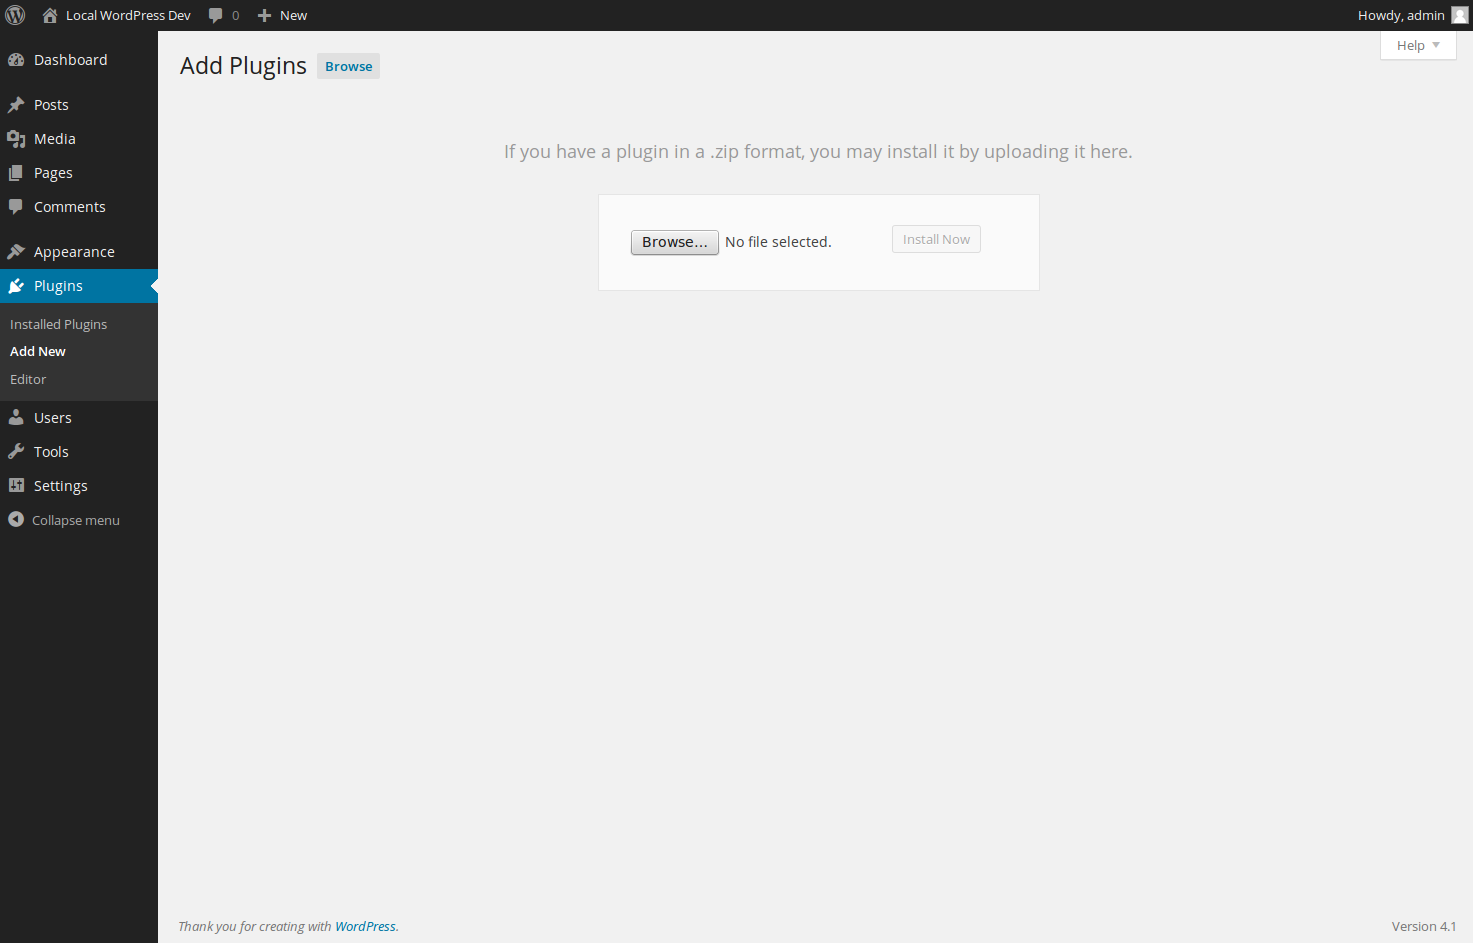 Local WordPress Dev 0 New Howdy, admin
Help
Dashboard
Posts
Media
Pages
Comments
Appearance
Plugins
Installed Plugins
Add New
Editor
Users
Tools
Settings
Collapse menu
Add Plugins Browse
If you have a plugin in a .zip format, you may install it by uploading it here.
Browse... No file selected. Install Now
Thank you for creating with WordPress. Version 4.1